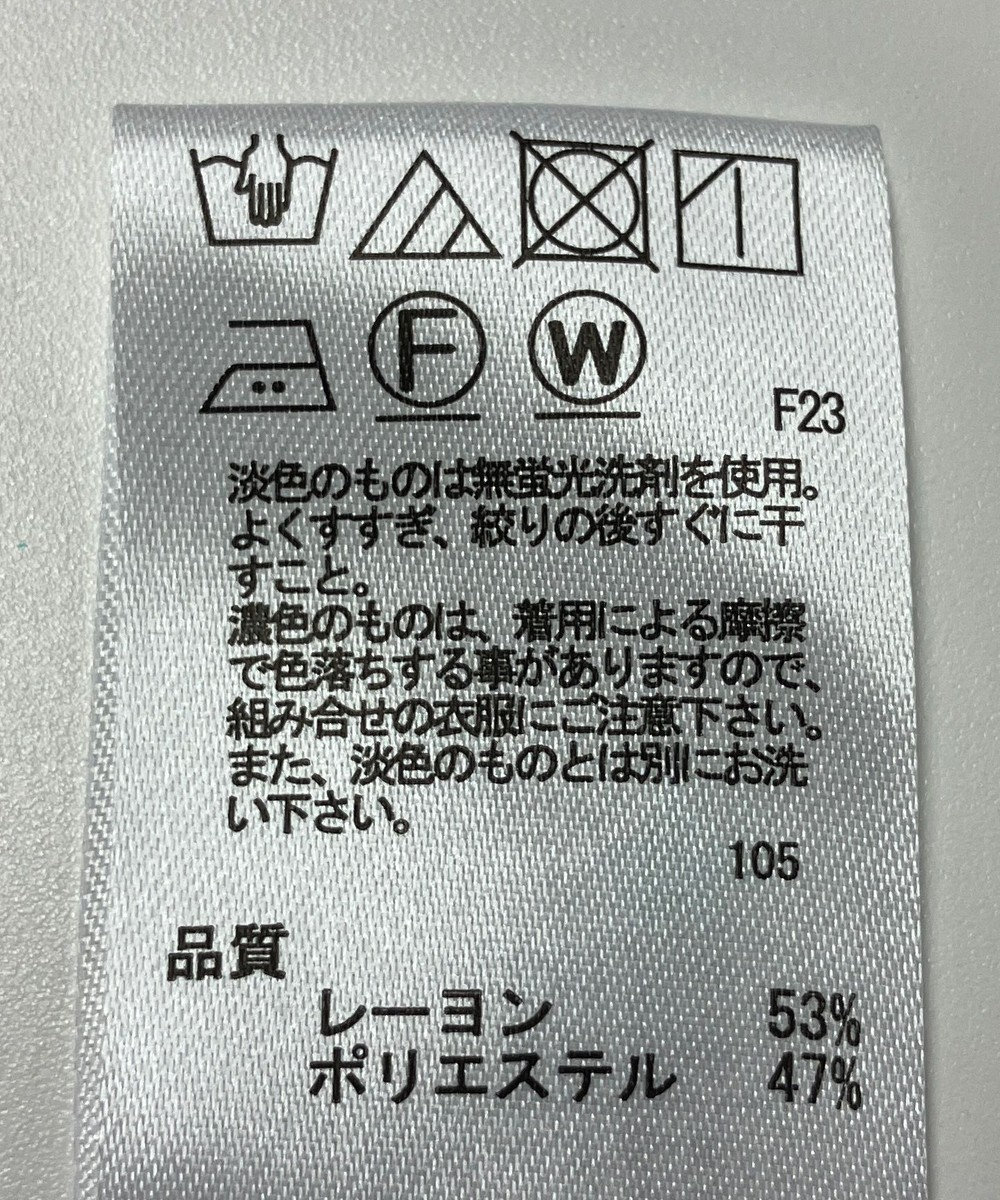 F W
F23
淡色のものは無蛍光洗剤を使用。
よくすすぎ、絞りの後すぐに干
すこと。
濃色のものは、着用による摩擦
で色落ちする事がありますので、
組み合せの衣服にご注意下さい。
また、淡色のものとは別にお洗
い下さい。
105
品質
レーヨン 53%
ポリエステル 47%